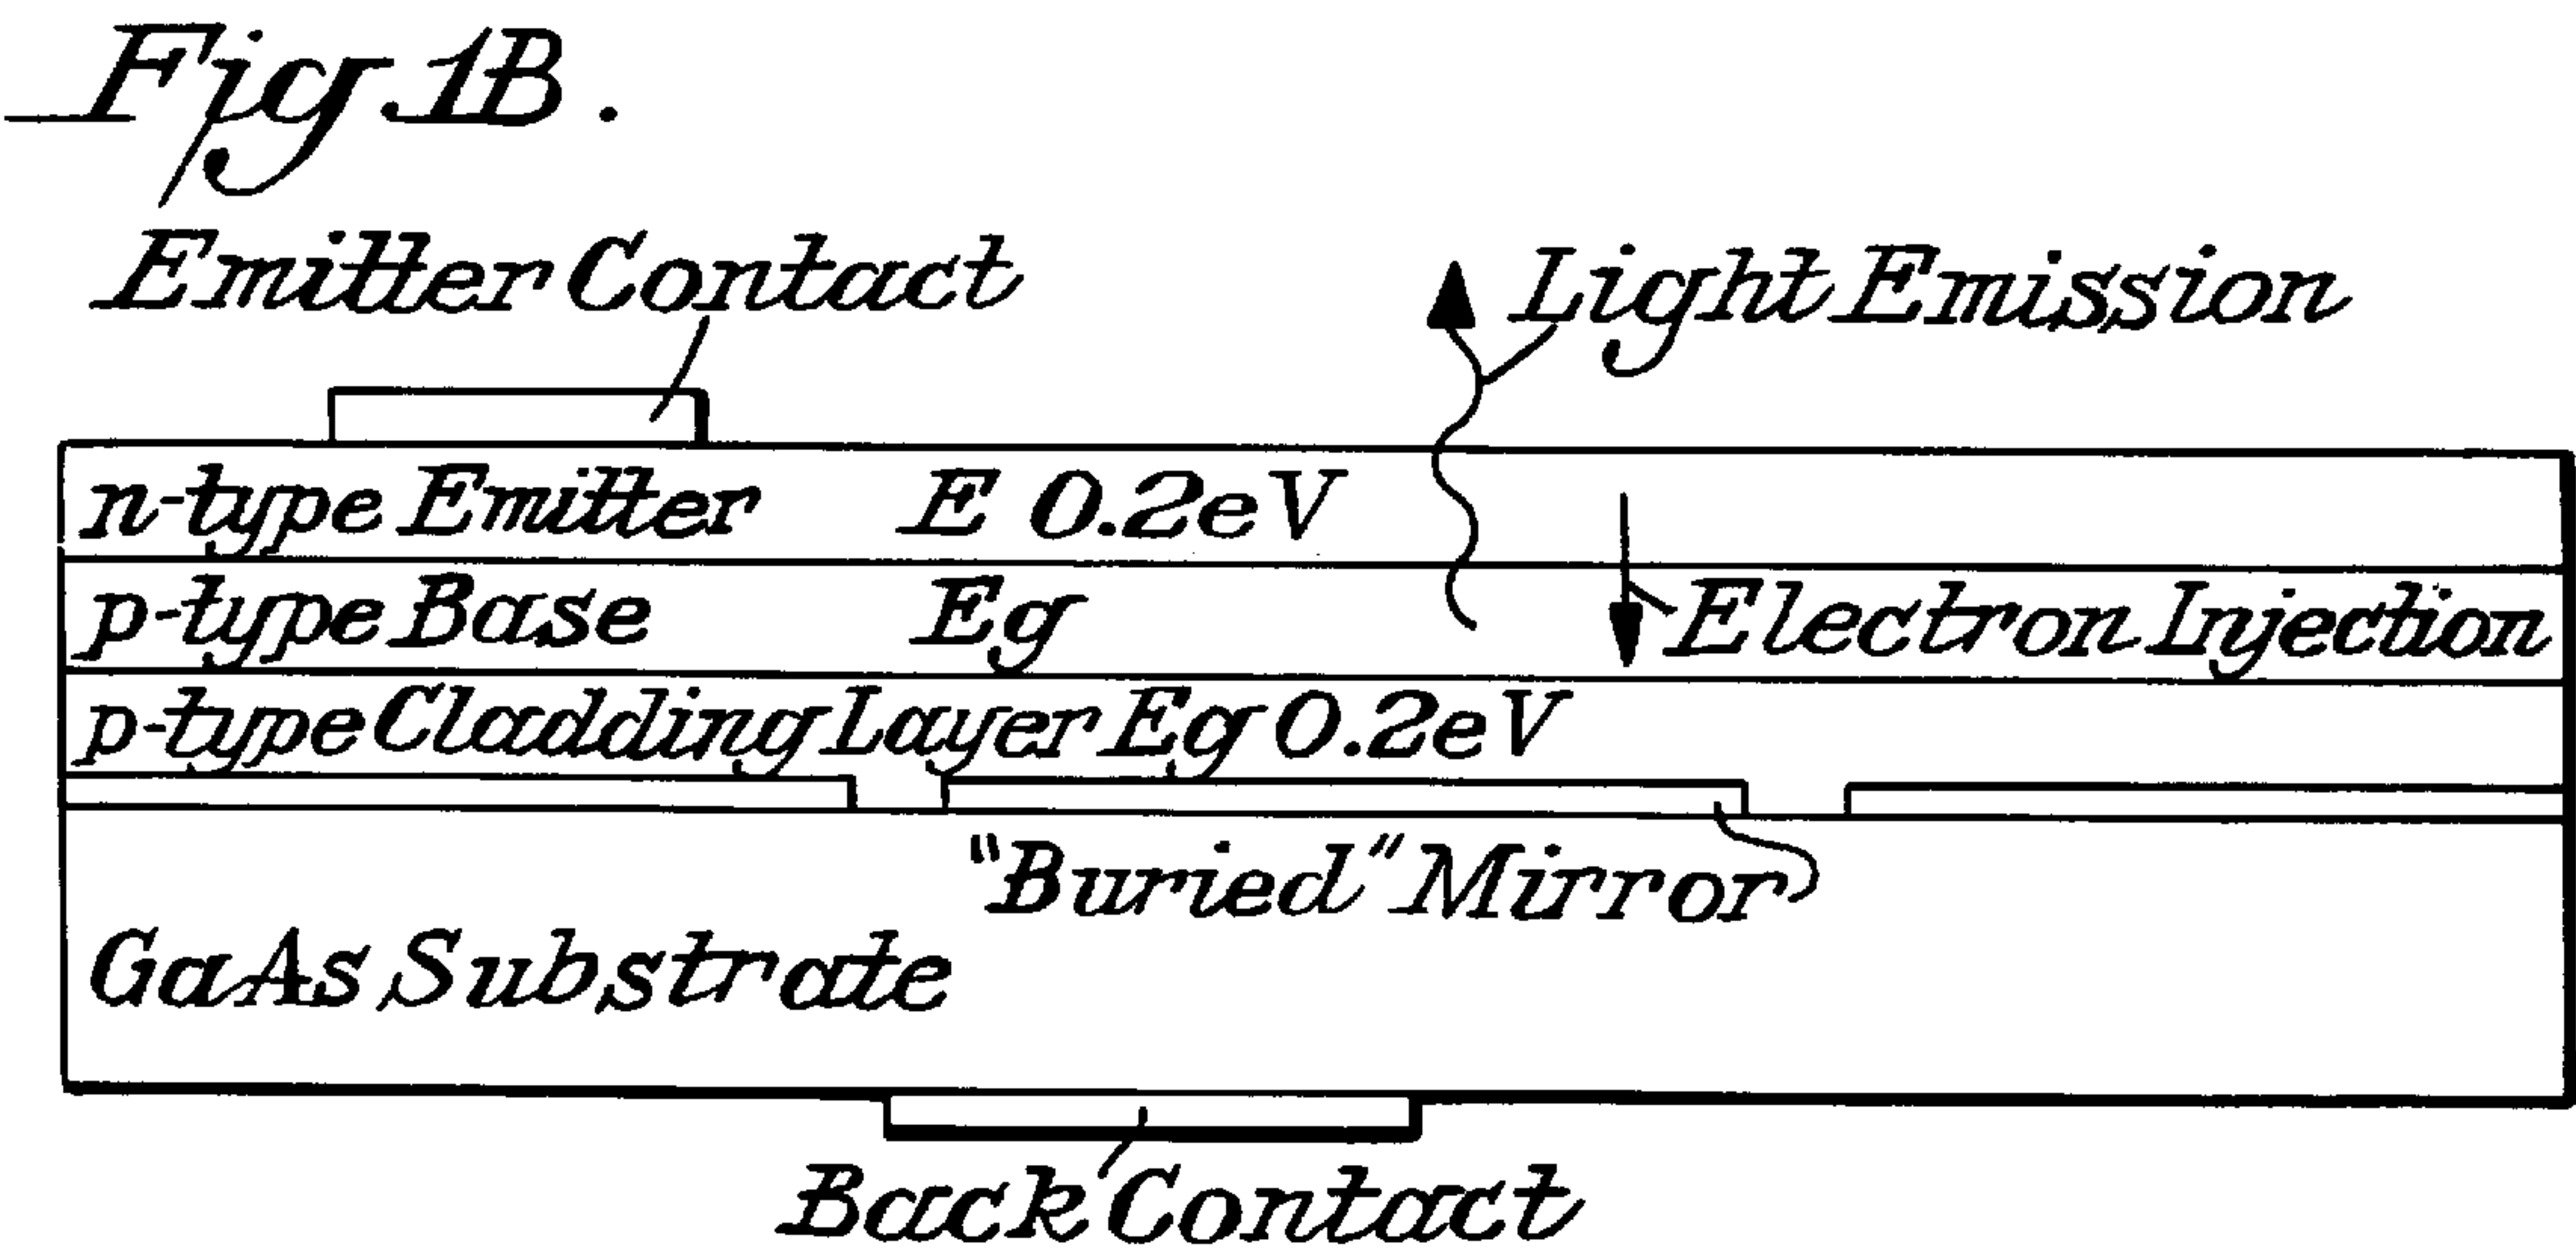 Fig. 1B.
Emitter Contact
Light Emission
n-type Emitter E 0.2eV
p-type Base Eg
Electron Injection
p-type Cladding Layer Eg 0.2eV
"Buried" Mirror
GaAs Substrate
Back Contact